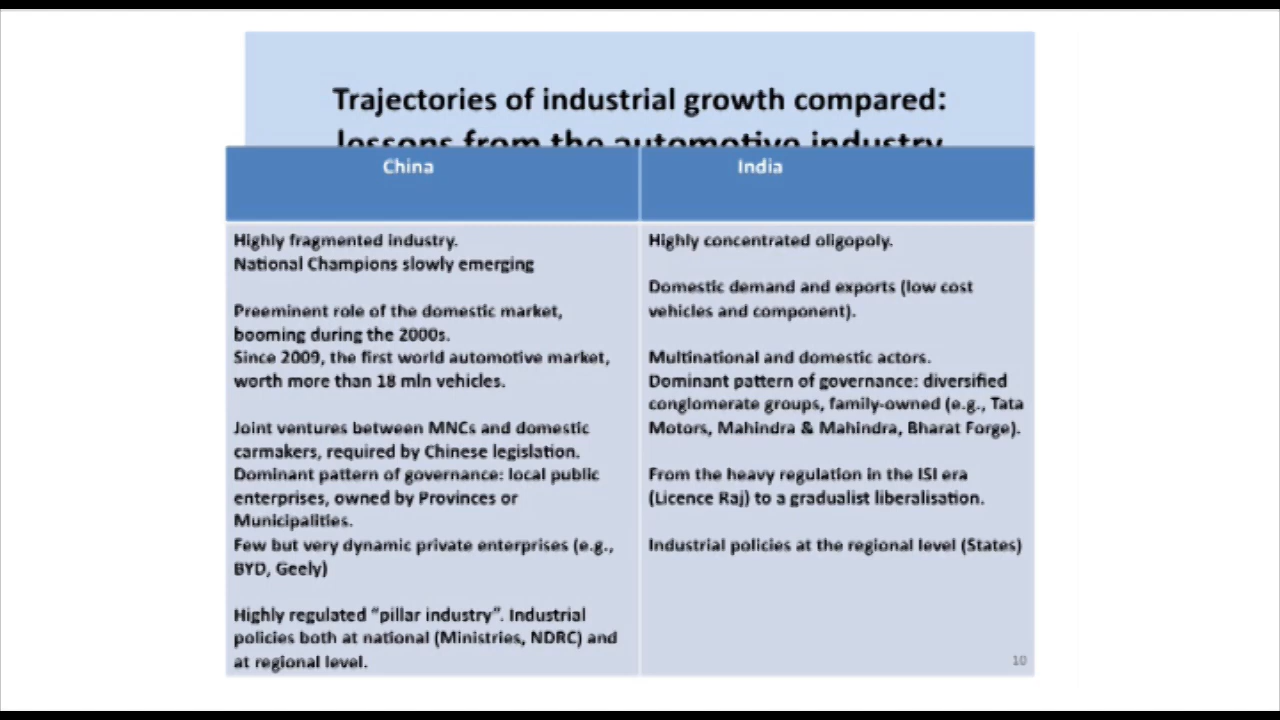 Trajectories of industrial growth compared:
lessons from the automotive industry
China
India
Highly fragmented industry.
National Champions slowly emerging
Preeminent role of the domestic market,
booming during the 2000s.
Since 2009, the first world automotive market,
worth more than 18 mln vehicles.
Joint ventures between MNCs and domestic
carmakers, required by Chinese legislation.
Dominant pattern of governance: local public
enterprises, owned by Provinces or
Municipalities.
Few but very dynamic private enterprises (e.g.,
BYD, Geely)
Highly regulated “pillar industry”. Industrial
policies both at national (Ministries, NDRC) and
at regional level.
Highly concentrated oligopoly.
Domestic demand and exports (low cost
vehicles and component).
Multinational and domestic actors.
Dominant pattern of governance: diversified
conglomerate groups, family-owned (e.g., Tata
Motors, Mahindra & Mahindra, Bharat Forge).
From the heavy regulation in the ISI era
(Licence Raj) to a gradualist liberalisation.
Industrial policies at the regional level (States)
10